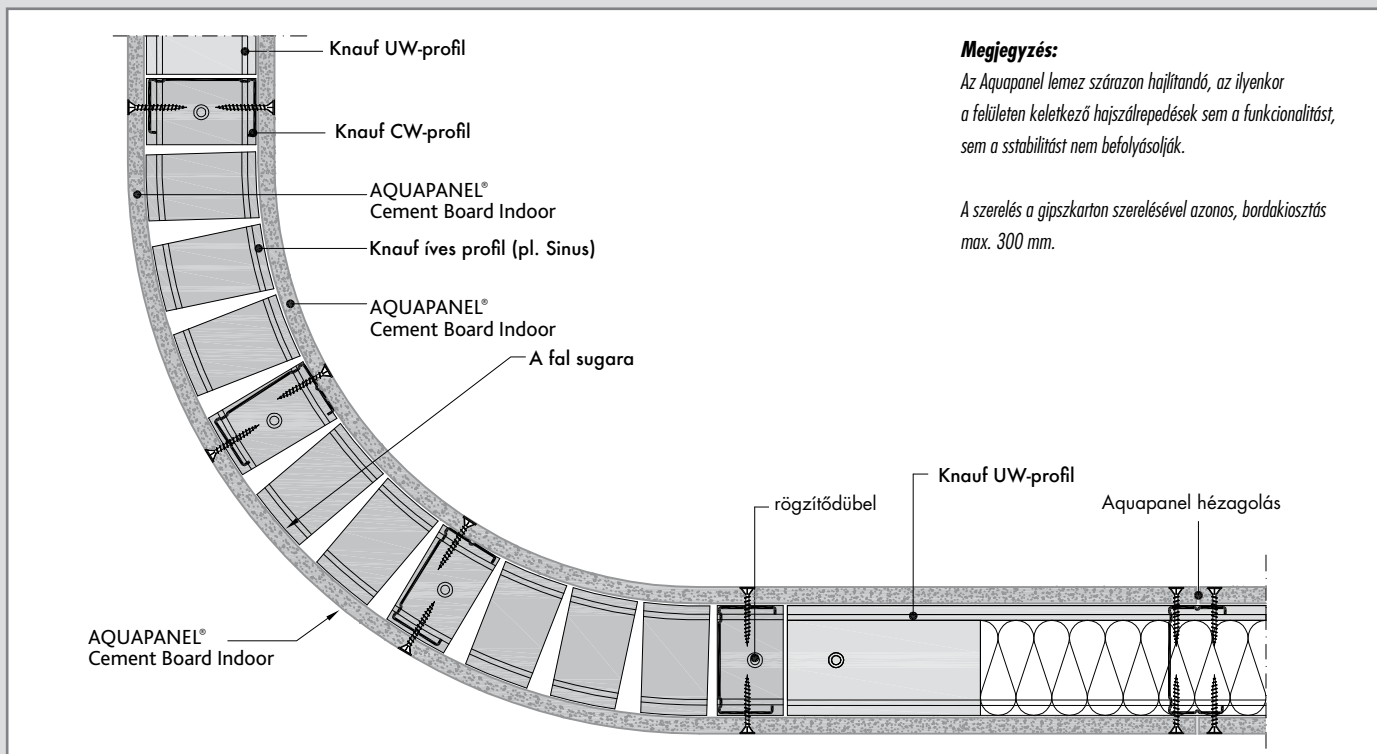 Knauf UW-profil
Knauf CW-profil
AQUAPANEL®
Cement Board Indoor
Knauf íves profil (pl. Sinus)
AQUAPANEL®
Cement Board Indoor
A fal sugara
Megjegyzés:
Az Aquapanel lemez szárazon hajlítandó, az ilyenkor
a felületen keletkező hajszálrepedések sem a funkcionalitást,
sem a sstabilitást nem befolyásolják.
A szerelés a gipszkarton szerelésével azonos, bordakiosztás
max. 300 mm.
Knauf UW-profil
rögzítődübel
Aquapanel hézagolás
AQUAPANEL®
Cement Board Indoor